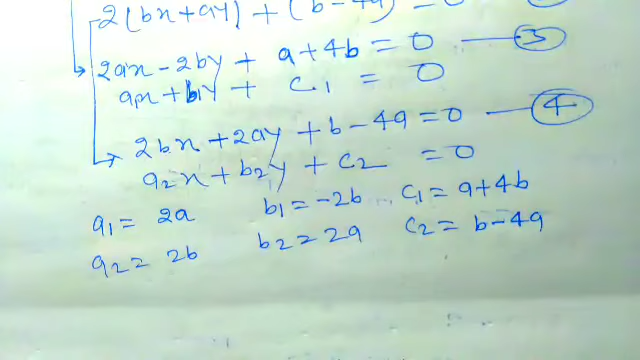 2(bx+ay)+(b-4a)=0
2ax-2by+a+4b=0 — 3
a1x+b1y+c1=0
2bx+2ay+b-4a=0 — 4
a2x+b2y+c2=0
a1=2a b1=-2b c1=a+4b
a2=2b b2=2a c2=b-4a